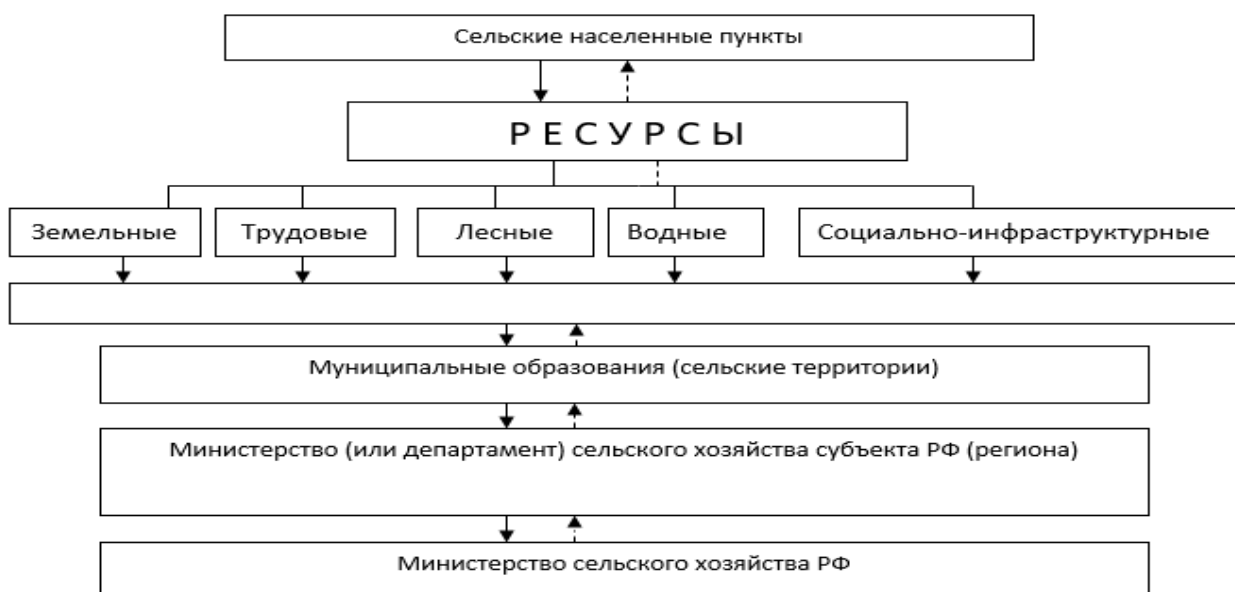 Сельские населенные пункты
Р Е С У Р С Ы
Земельные
Трудовые
Лесные
Водные
Социально-инфраструктурные
Муниципальные образования (сельские территории)
Министерство (или департамент) сельского хозяйства субъекта РФ (региона)
Министерство сельского хозяйства РФ